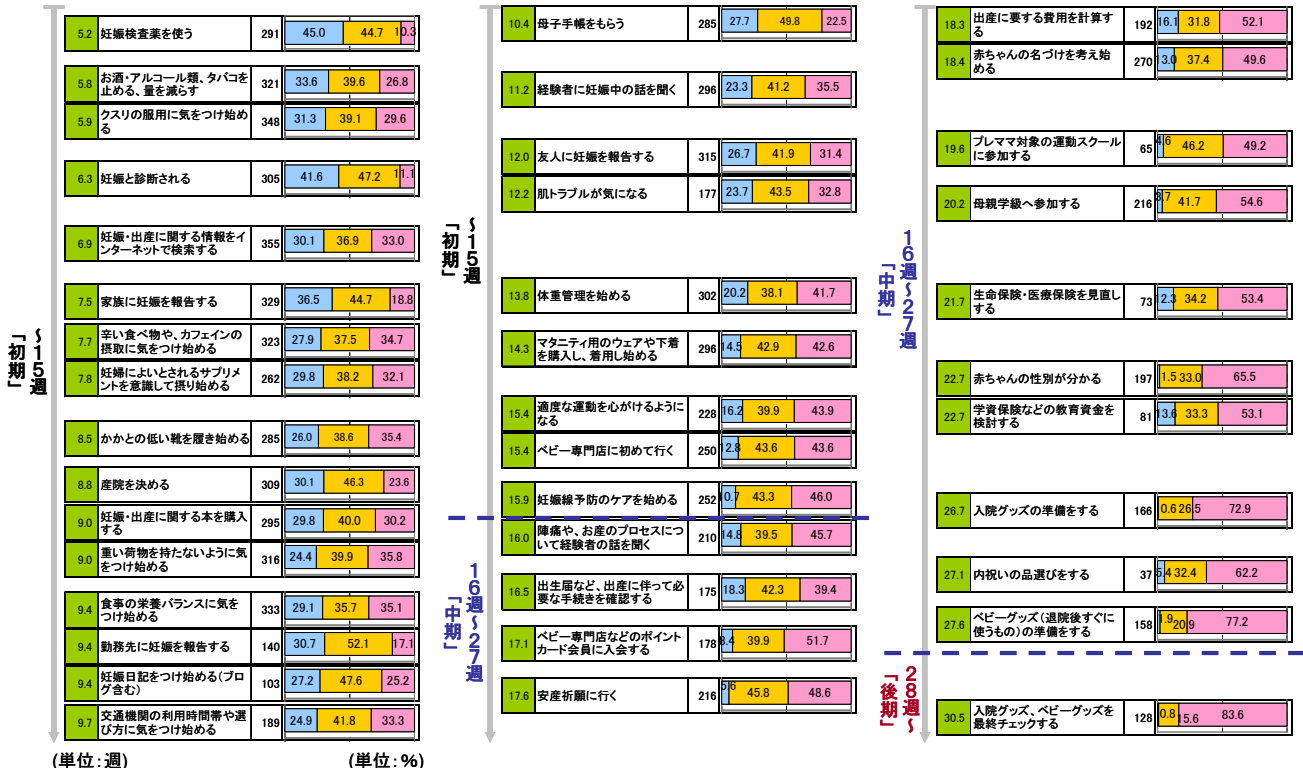 5.2 妊娠検査薬を使う 291 45.0 44.7 10.3
5.8 お酒・アルコール類、タバコを
止める、量を減らす 321 33.6 39.6 26.8
5.9 クスリの服用に気をつけ始め
る 348 31.3 39.1 29.6
6.3 妊娠と診断される 305 41.6 47.2 11.1
6.9 妊娠・出産に関する情報をイ
ンターネットで検索する 355 30.1 36.9 33.0
7.5 家族に妊娠を報告する 329 36.5 44.7 18.8
7.7 辛い食べ物や、カフェインの
摂取に気をつけ始める 323 27.9 37.5 34.7
7.8 妊婦によいとされるサプリメ
ントを意識して摂り始める 262 29.8 38.2 32.1
8.5 かかとの低い靴を履き始める 285 26.0 38.6 35.4
8.8 産院を決める 309 30.1 46.3 23.6
9.0 妊娠・出産に関する本を購入
する 295 29.8 40.0 30.2
9.0 重い荷物を持たないように気
をつけ始める 316 24.4 39.9 35.8
9.4 食事の栄養バランスに気を
つけ始める 333 29.1 35.7 35.1
9.4 勤務先に妊娠を報告する 140 30.7 52.1 17.1
9.4 妊娠日記をつけ始める(ブロ
グ含む) 103 27.2 47.6 25.2
9.7 交通機関の利用時間帯や選
び方に気をつけ始める 189 24.9 41.8 33.3
～15週
「初期」
(単位:週) (単位:%)
10.4 母子手帳をもらう 285 27.7 49.8 22.5
11.2 経験者に妊娠中の話を聞く 296 23.3 41.2 35.5
12.0 友人に妊娠を報告する 315 26.7 41.9 31.4
12.2 肌トラブルが気になる 177 23.7 43.5 32.8
13.8 体重管理を始める 302 20.2 38.1 41.7
14.3 マタニティ用のウェアや下着
を購入し、着用し始める 296 14.5 42.9 42.6
15.4 適度な運動を心がけるように
なる 228 16.2 39.9 43.9
15.4 ベビー専門店に初めて行く 250 12.8 43.6 43.6
15.9 妊娠線予防のケアを始める 252 10.7 43.3 46.0
16.0 陣痛や、お産のプロセスにつ
いて経験者の話を聞く 210 14.8 39.5 45.7
16.5 出生届など、出産に伴って必
要な手続きを確認する 175 18.3 42.3 39.4
17.1 ベビー専門店などのポイント
カード会員に入会する 178 8.4 39.9 51.7
17.6 安産祈願に行く 216 5.6 45.8 48.6
～15週
「初期」
16週～27週
「中期」
18.3 出産に要する費用を計算す
る 192 16.1 31.8 52.1
18.4 赤ちゃんの名づけを考え始
める 270 13.0 37.4 49.6
19.6 プレママ対象の運動スクール
に参加する 65 4.6 46.2 49.2
20.2 母親学級へ参加する 216 3.7 41.7 54.6
21.7 生命保険・医療保険を見直し
する 73 12.3 34.2 53.4
22.7 赤ちゃんの性別が分かる 197 1.5 33.0 65.5
22.7 学資保険などの教育資金を
検討する 81 13.6 33.3 53.1
26.7 入院グッズの準備をする 166 0.6 26.5 72.9
27.1 内祝いの品選びをする 37 5.4 32.4 62.2
27.6 ベビーグッズ(退院後すぐに
使うもの)の準備をする 158 1.9 20.9 77.2
30.5 入院グッズ、ベビーグッズを
最終チェックする 128 0.8 15.6 83.6
16週～27週
「中期」
28週～
「後期」